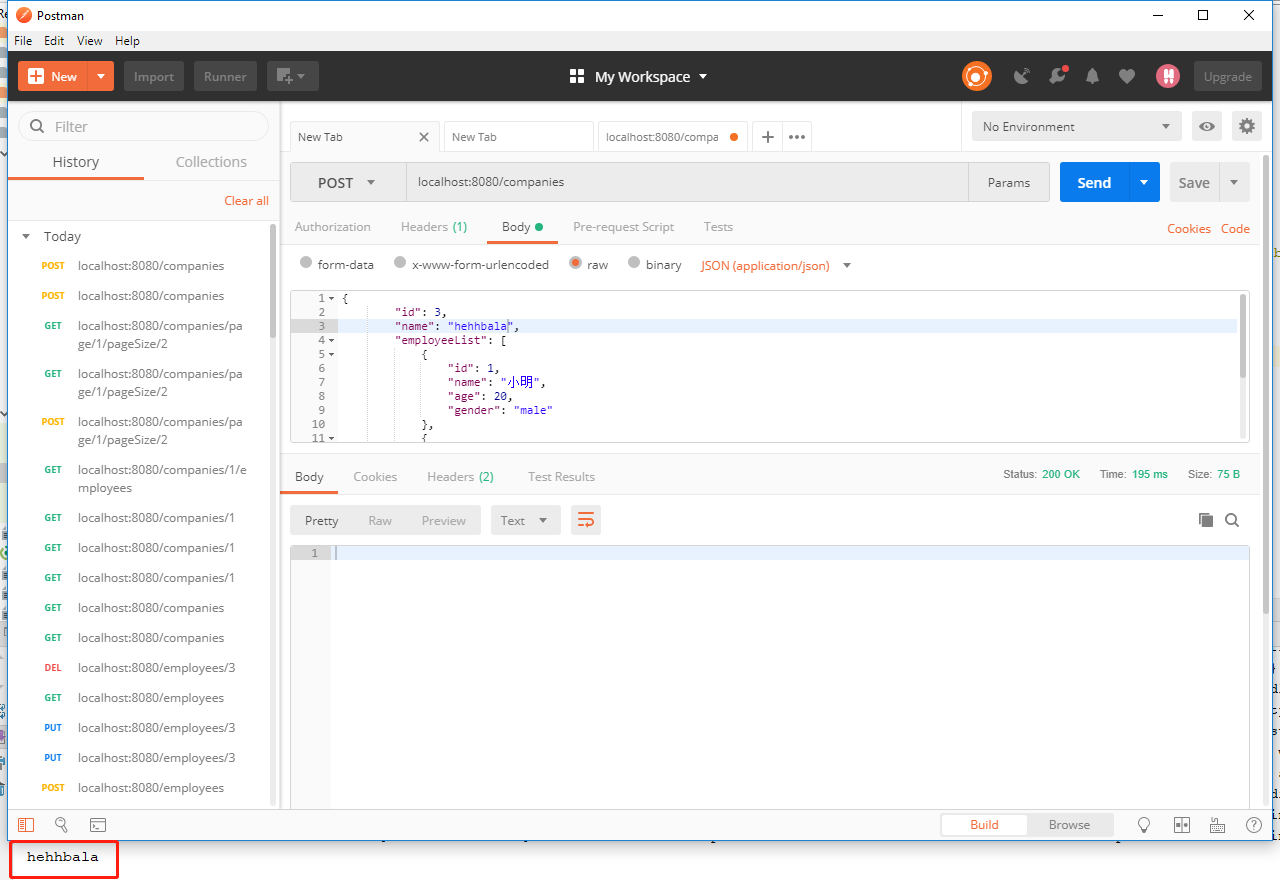 Postman
File Edit View Help
New Import Runner My Workspace Upgrade
Filter
History Collections
Clear all
Today
POST localhost:8080/companies
POST localhost:8080/companies
GET localhost:8080/companies/pa
ge/1/pageSize/2
GET localhost:8080/companies/pa
ge/1/pageSize/2
POST localhost:8080/companies/pa
ge/1/pageSize/2
GET localhost:8080/companies/1/e
mployees
GET localhost:8080/companies/1
GET localhost:8080/companies/1
GET localhost:8080/companies/1
GET localhost:8080/companies
GET localhost:8080/companies
DEL localhost:8080/employees/3
GET localhost:8080/employees
PUT localhost:8080/employees/3
PUT localhost:8080/employees/3
POST localhost:8080/employees
New Tab New Tab localhost:8080/compa
No Environment
POST localhost:8080/companies Params Send Save
Authorization Headers (1) Body Pre-request Script Tests Cookies Code
form-data x-www-form-urlencoded raw binary JSON (application/json)
1 {
2 "id": 3,
3 "name": "hehhbala",
4 "employeeList": [
5 {
6 "id": 1,
7 "name": "小明",
8 "age": 20,
9 "gender": "male"
10 },
11 {
Body Cookies Headers (2) Test Results Status: 200 OK Time: 195 ms Size: 75 B
Pretty Raw Preview Text
1
Build Browse
hehhbala